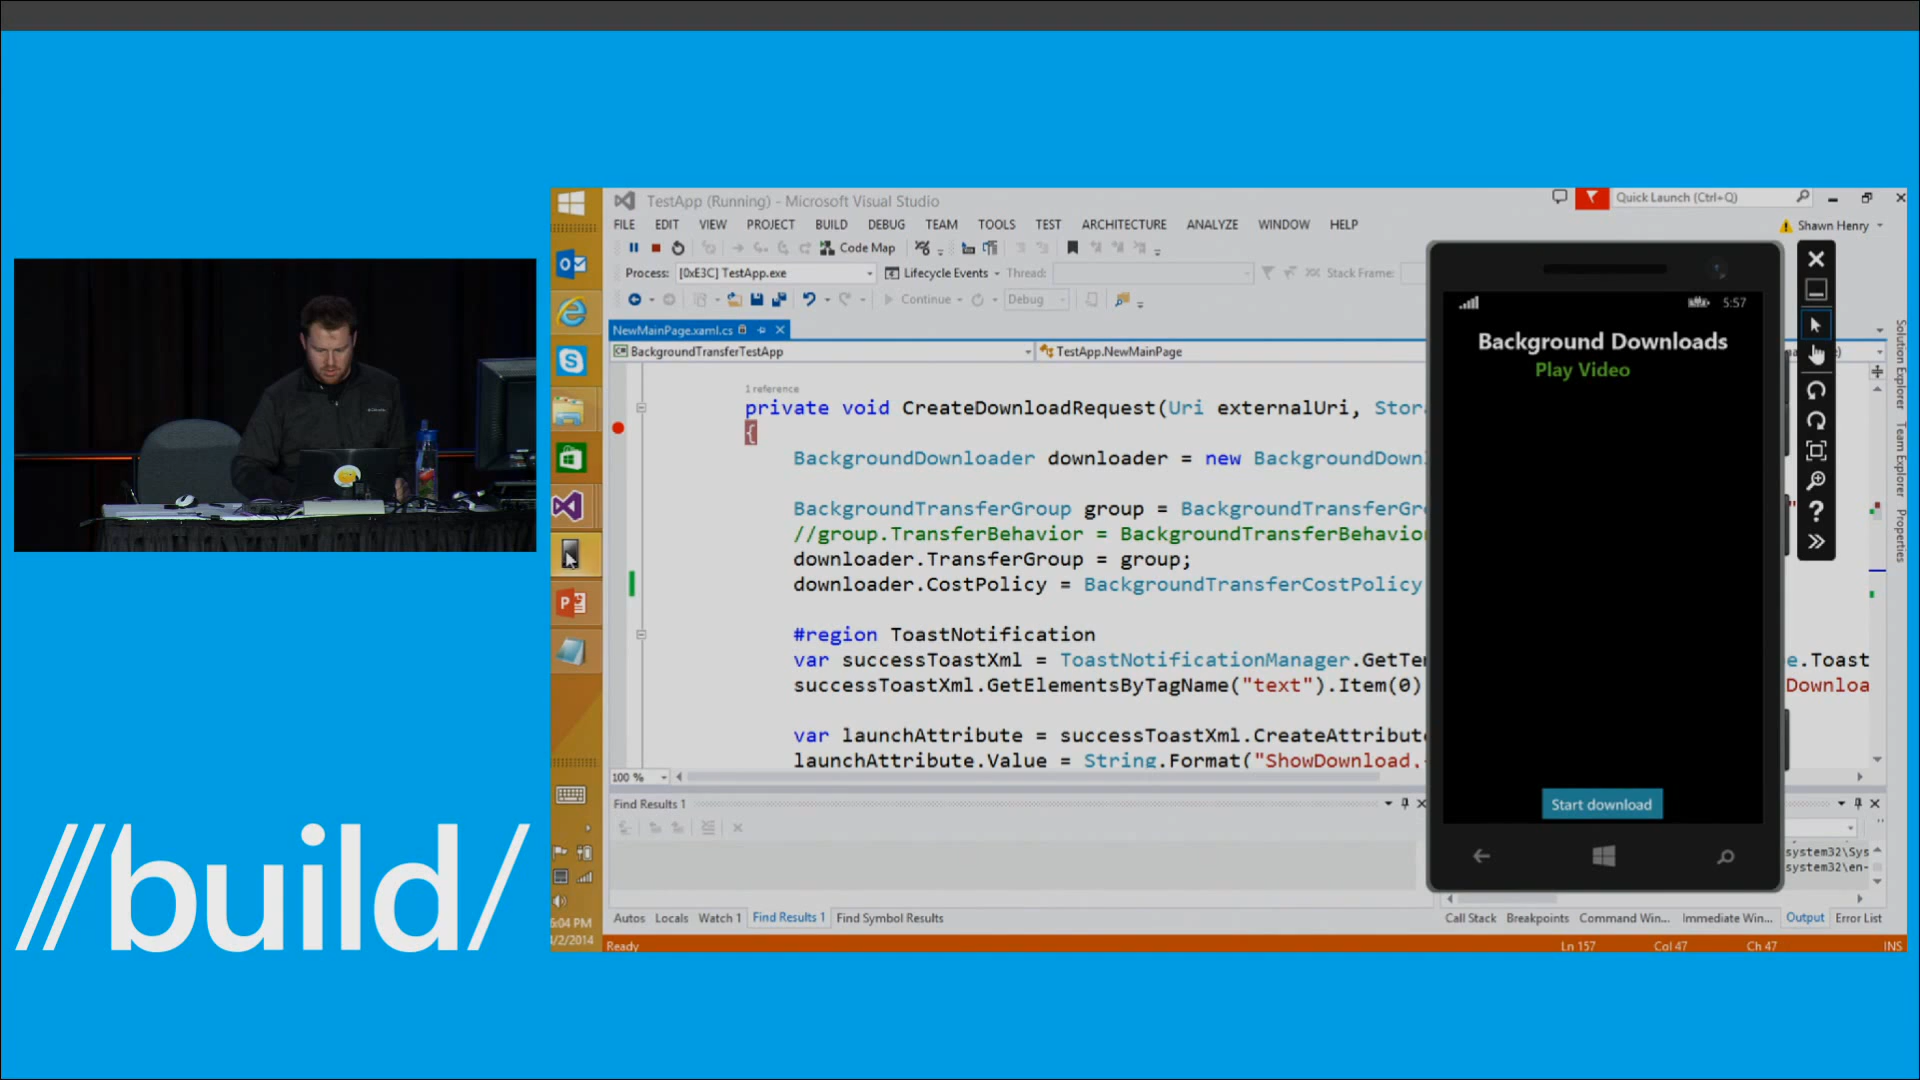 TestApp (Running) - Microsoft Visual Studio
Quick Launch (Ctrl+Q)
FILE EDIT VIEW PROJECT BUILD DEBUG TEAM TOOLS TEST ARCHITECTURE ANALYZE WINDOW HELP
Shawn Henry
Code Map
Process: [0xE3C] TestApp.exe Lifecycle Events Thread: Stack Frame:
Continue Debug
NewMainPage.xaml.cs
BackgroundTransferTestApp TestApp.NewMainPage
1 reference
private void CreateDownloadRequest(Uri externalUri, Stor
{
BackgroundDownloader downloader = new BackgroundDown
BackgroundTransferGroup group = BackgroundTransferGr
//group.TransferBehavior = BackgroundTransferBehavior
downloader.TransferGroup = group;
downloader.CostPolicy = BackgroundTransferCostPolicy
#region ToastNotification
var successToastXml = ToastNotificationManager.GetTe
e.Toast
successToastXml.GetElementsByTagName("text").Item(0)
Downloa
var launchAttribute = successToastXml.CreateAttribut
launchAttribute.Value = String.Format("ShowDownload.
100 %
Find Results 1
system32\Sys
system32\en-
Autos Locals Watch 1 Find Results 1 Find Symbol Results
Call Stack Breakpoints Command Win... Immediate Win... Output Error List
Ready
Ln 157 Col 47 Ch 47 INS
5:57
Background Downloads
Play Video
Start download
?
Solution Explorer
Team Explorer
Properties
6:04 PM
4/2/2014
//build/